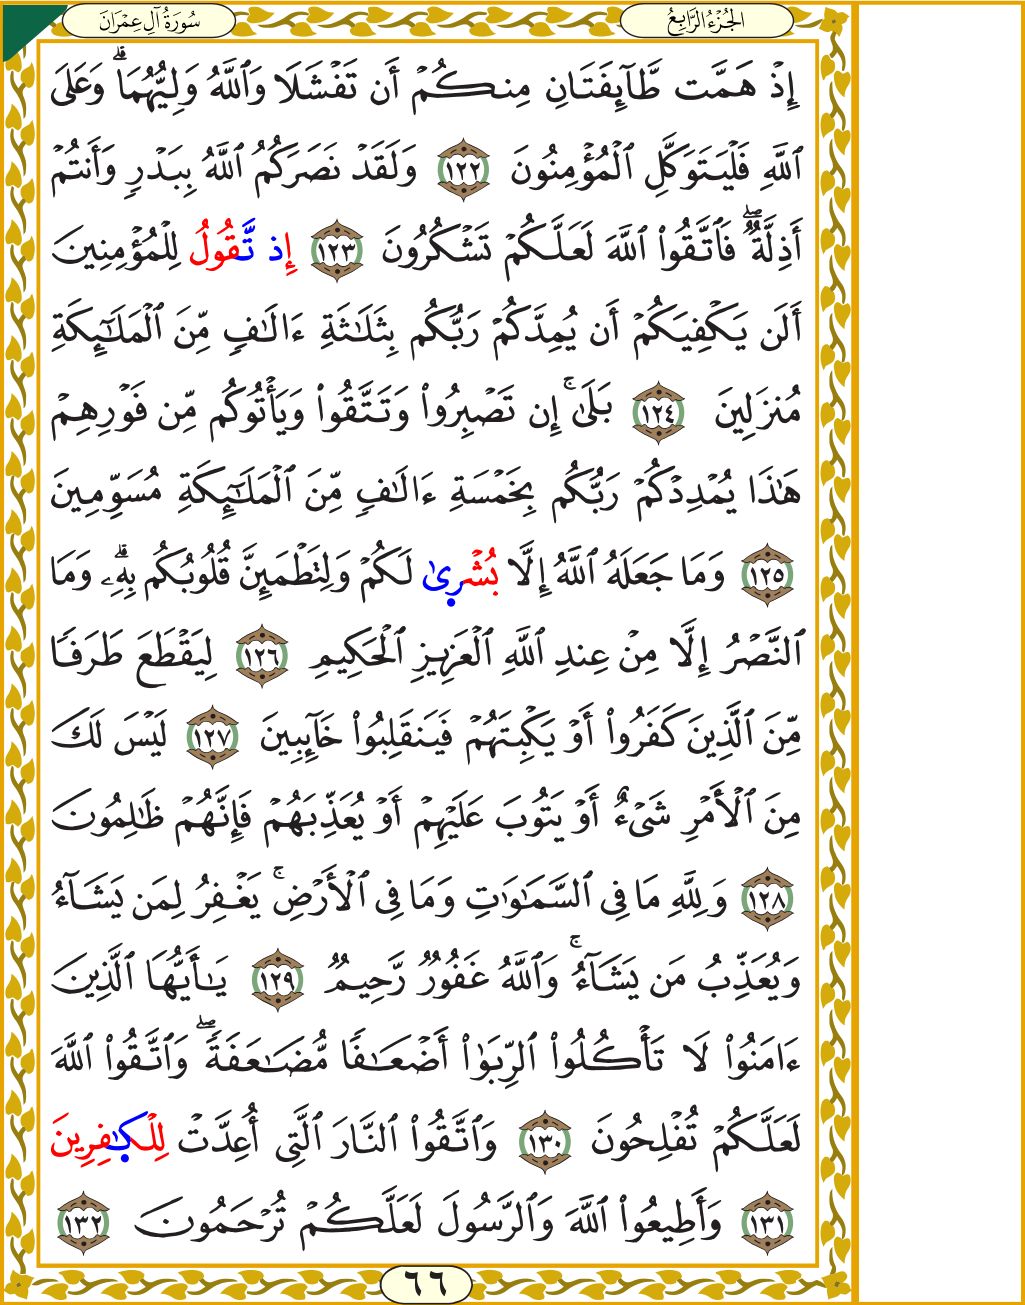 الجُزْءُ الرَّابِعُ
سُورَةُ آلِ عِمْرَانَ
إِذْ هَمَّت طَّآئِفَتَانِ مِنكُمْ أَن تَفْشَلَا وَٱللَّهُ وَلِيُّهُمَاۗ وَعَلَى
ٱللَّهِ فَلْيَتَوَكَّلِ ٱلْمُؤْمِنُونَ ١٢٢ وَلَقَدْ نَصَرَكُمُ ٱللَّهُ بِبَدْرٍ وَأَنتُمْ
أَذِلَّةٌۖ فَٱتَّقُوا۟ ٱللَّهَ لَعَلَّكُمْ تَشْكُرُونَ ١٢٣ إِذ تَّقُولُ لِلْمُؤْمِنِينَ
أَلَن يَكْفِيَكُمْ أَن يُمِدَّكُمْ رَبُّكُم بِثَلَٰثَةِ ءَالَٰفٍ مِّنَ ٱلْمَلَٰٓئِكَةِ
مُنزَلِينَ ١٢٤ بَلَىٰٓۚ إِن تَصْبِرُوا۟ وَتَتَّقُوا۟ وَيَأْتُوكُم مِّن فَوْرِهِمْ
هَٰذَا يُمْدِدْكُمْ رَبُّكُم بِخَمْسَةِ ءَالَٰفٍ مِّنَ ٱلْمَلَٰٓئِكَةِ مُسَوِّمِينَ
١٢٥ وَمَا جَعَلَهُ ٱللَّهُ إِلَّا بُشْرِىٰ لَكُمْ وَلِتَطْمَئِنَّ قُلُوبُكُم بِهِۦۗ وَمَا
ٱلنَّصْرُ إِلَّا مِنْ عِندِ ٱللَّهِ ٱلْعَزِيزِ ٱلْحَكِيمِ ١٢٦ لِيَقْطَعَ طَرَفًا
مِّنَ ٱلَّذِينَ كَفَرُوا۟ أَوْ يَكْبِتَهُمْ فَيَنقَلِبُوا۟ خَآئِبِينَ ١٢٧ لَيْسَ لَكَ
مِنَ ٱلْأَمْرِ شَىْءٌ أَوْ يَتُوبَ عَلَيْهِمْ أَوْ يُعَذِّبَهُمْ فَإِنَّهُمْ ظَٰلِمُونَ
١٢٨ وَلِلَّهِ مَا فِى ٱلسَّمَٰوَٰتِ وَمَا فِى ٱلْأَرْضِۚ يَغْفِرُ لِمَن يَشَآءُ
وَيُعَذِّبُ مَن يَشَآءُۚ وَٱللَّهُ غَفُورٌ رَّحِيمٌ ١٢٩ يَٰٓأَيُّهَا ٱلَّذِينَ
ءَامَنُوا۟ لَا تَأْكُلُوا۟ ٱلرِّبَوٰٓا۟ أَضْعَٰفًا مُّضَٰعَفَةًۖ وَٱتَّقُوا۟ ٱللَّهَ
لَعَلَّكُمْ تُفْلِحُونَ ١٣٠ وَٱتَّقُوا۟ ٱلنَّارَ ٱلَّتِىٓ أُعِدَّتْ لِلْكَٰفِرِينَ
١٣١ وَأَطِيعُوا۟ ٱللَّهَ وَٱلرَّسُولَ لَعَلَّكُمْ تُرْحَمُونَ ١٣٢
٦٦